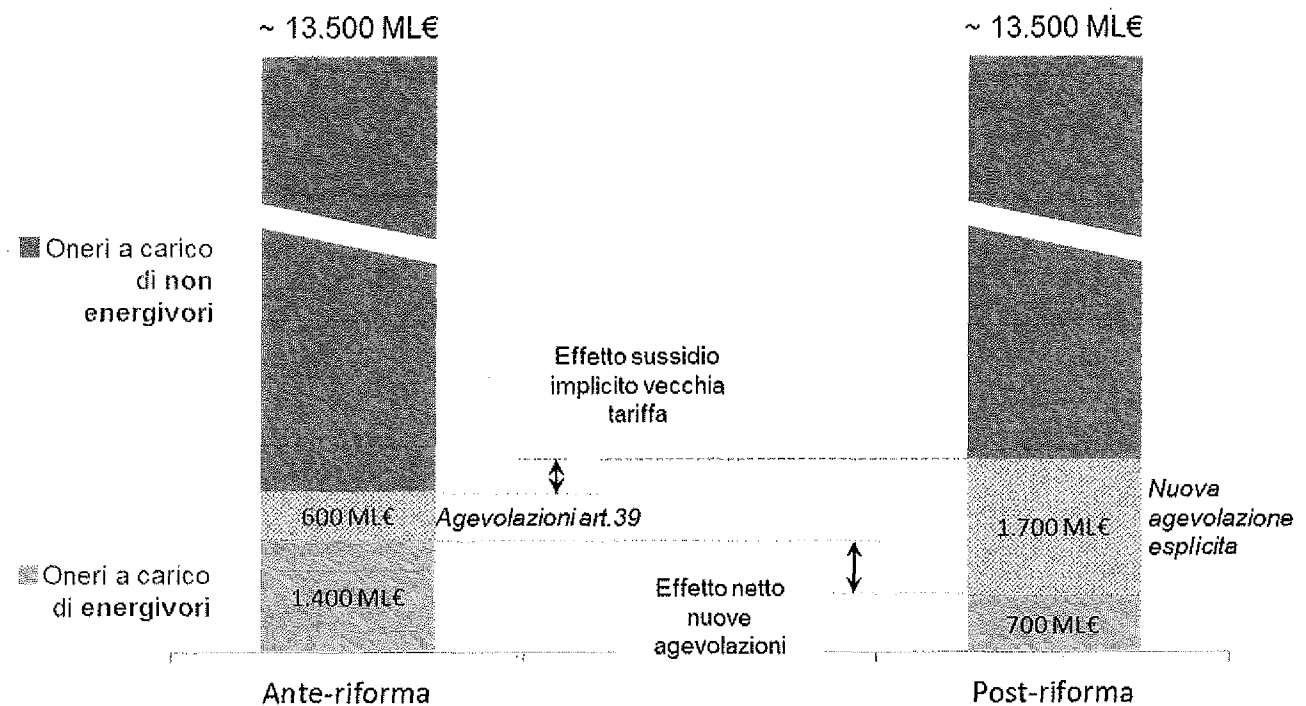 ~ 13.500 ML€
~ 13.500 ML€
Oneri a carico
di non
energivori
Effetto sussidio
implicito vecchia
tariffa
600 ML€
Agevolazioni art.39
Nuova
agevolazione
esplicita
1.700 ML€
Oneri a carico
di energivori
1.400 ML€
Effetto netto
nuove
agevolazioni
700 ML€
Ante-riforma
Post-riforma